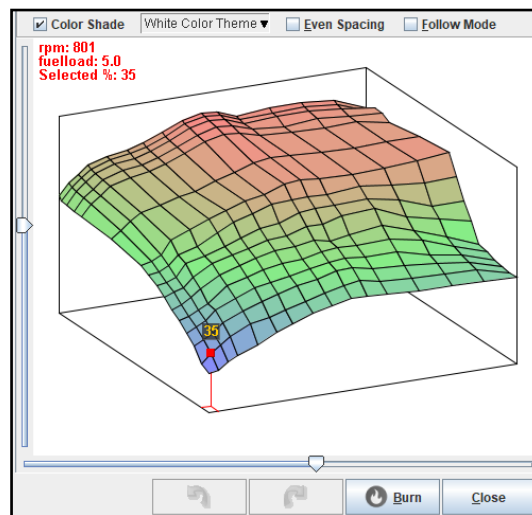 Color Shade White Color Theme Even Spacing Follow Mode
rpm: 801
fuelload: 5.0
Selected %: 35
35
Burn Close